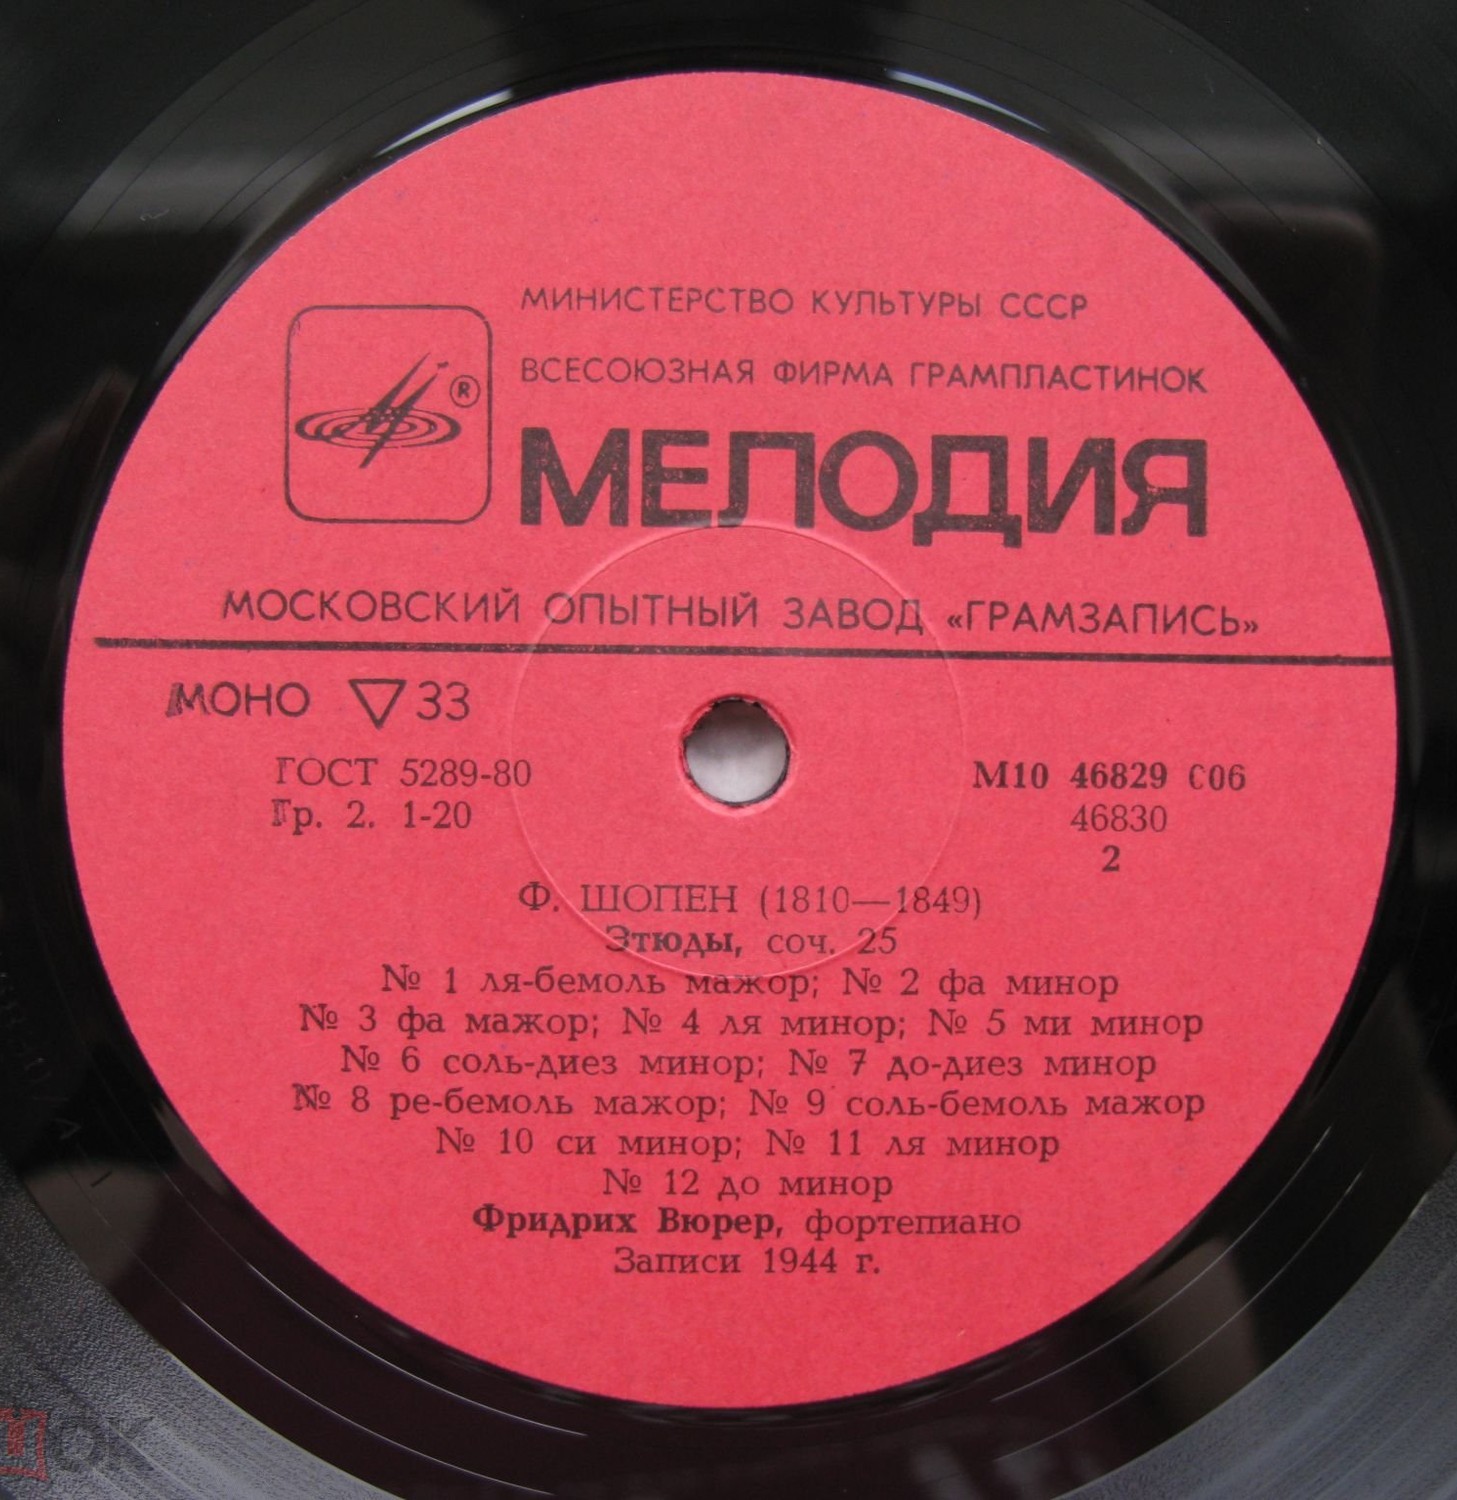 МИНИСТЕРСТВО КУЛЬТУРЫ СССР
ВСЕСОЮЗНАЯ ФИРМА ГРАМПЛАСТИНОК
®
МЕЛОДИЯ
МОСКОВСКИЙ ОПЫТНЫЙ ЗАВОД «ГРАМЗАПИСЬ»
МОНО ▽ 33
ГОСТ 5289-80
Гр. 2. 1-20
М10 46829 С06
46830
2
Ф. ШОПЕН (1810—1849)
Этюды, соч. 25
№ 1 ля-бемоль мажор; № 2 фа минор
№ 3 фа мажор; № 4 ля минор; № 5 ми минор
№ 6 соль-диез минор; № 7 до-диез минор
№ 8 ре-бемоль мажор; № 9 соль-бемоль мажор
№ 10 си минор; № 11 ля минор
№ 12 до минор
Фридрих Вюрер, фортепиано
Записи 1944 г.